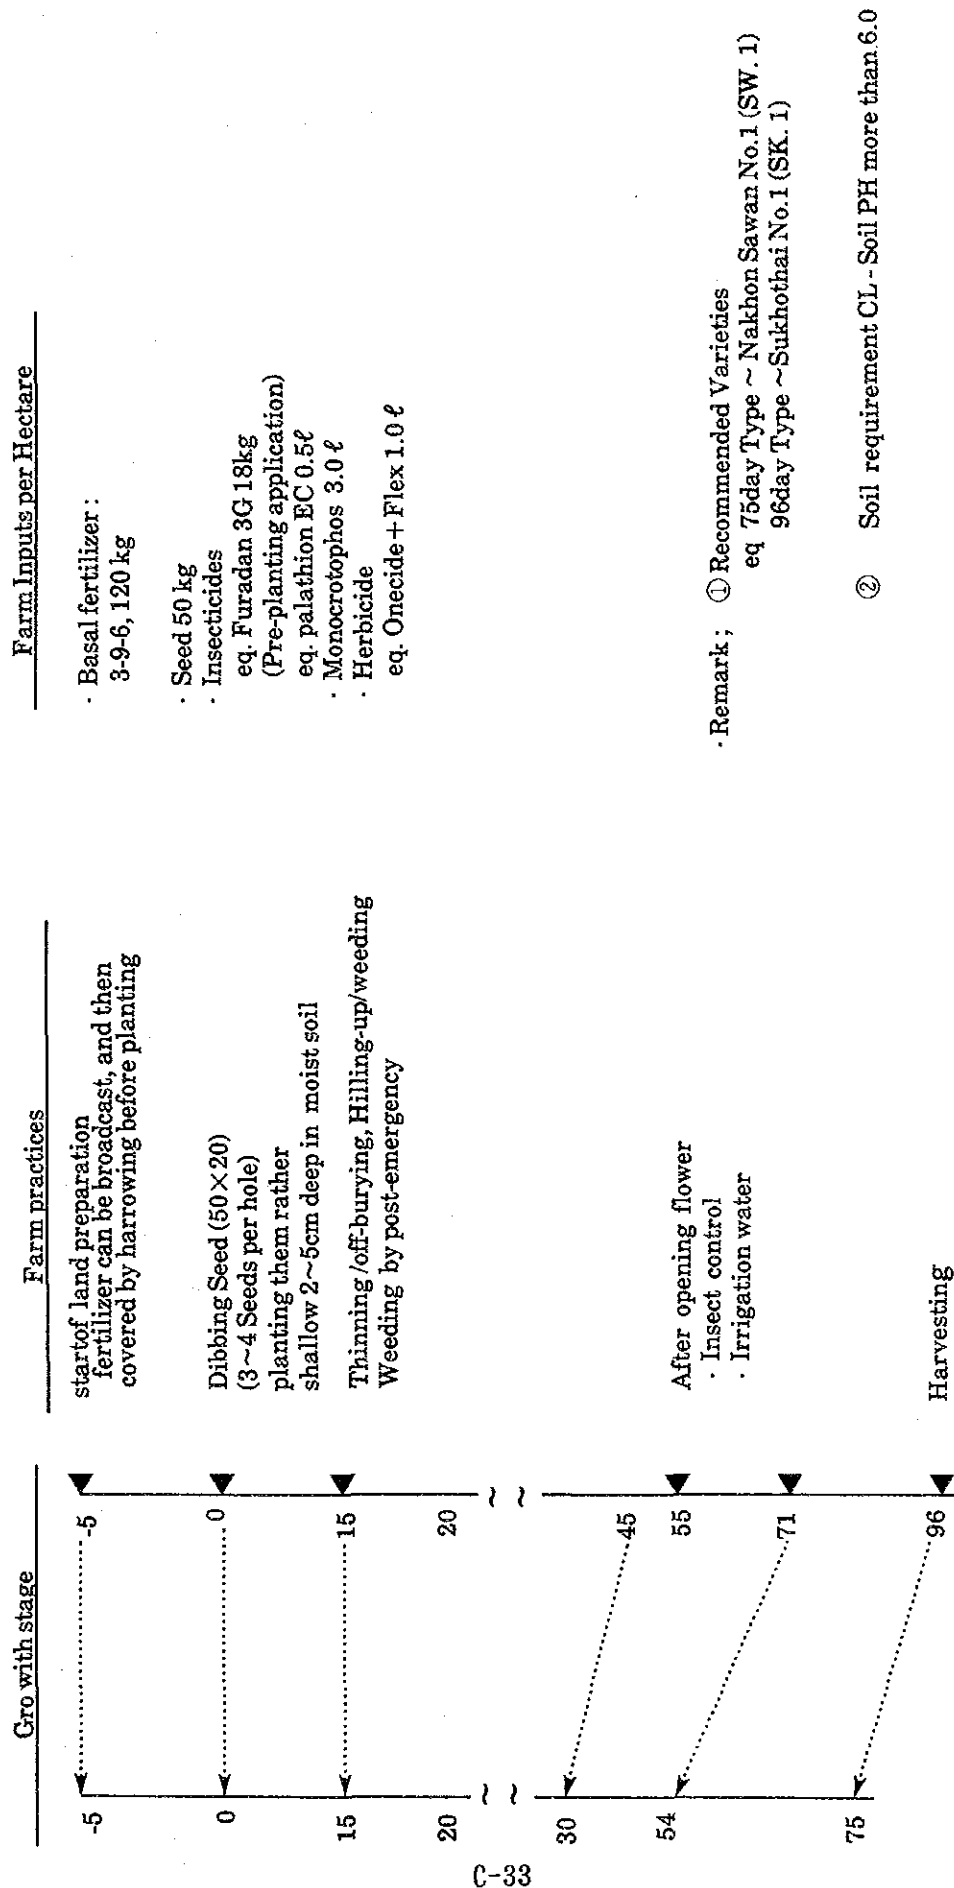 Gro with stage
-5
0
15
20
30
54
75
-5
0
15
20
45
55
71
96
Farm practices
startof land preparation
fertilizer can be broadcast, and then
covered by harrowing before planting
Dibbing Seed (50×20)
(3~4 Seeds per hole)
planting them rather
shallow 2~5cm deep in moist soil
Thinning /off-burying, Hilling-up/weeding
Weeding by post-emergency
After opening flower
· Insect control
· Irrigation water
Harvesting
Farm Inputs per Hectare
· Basal fertilizer :
3-9-6, 120 kg
· Seed 50 kg
· Insecticides
eq. Furadan 3G 18kg
(Pre-planting application)
eq. palathion EC 0.5ℓ
· Monocrotophos 3.0 ℓ
· Herbicide
eq. Onecide+Flex 1.0 ℓ
· Remark ; ① Recommended Varieties
eq 75day Type ~ Nakhon Sawan No.1 (SW. 1)
96day Type ~Sukhothai No.1 (SK. 1)
② Soil requirement CL - Soil PH more than 6.0
C-33